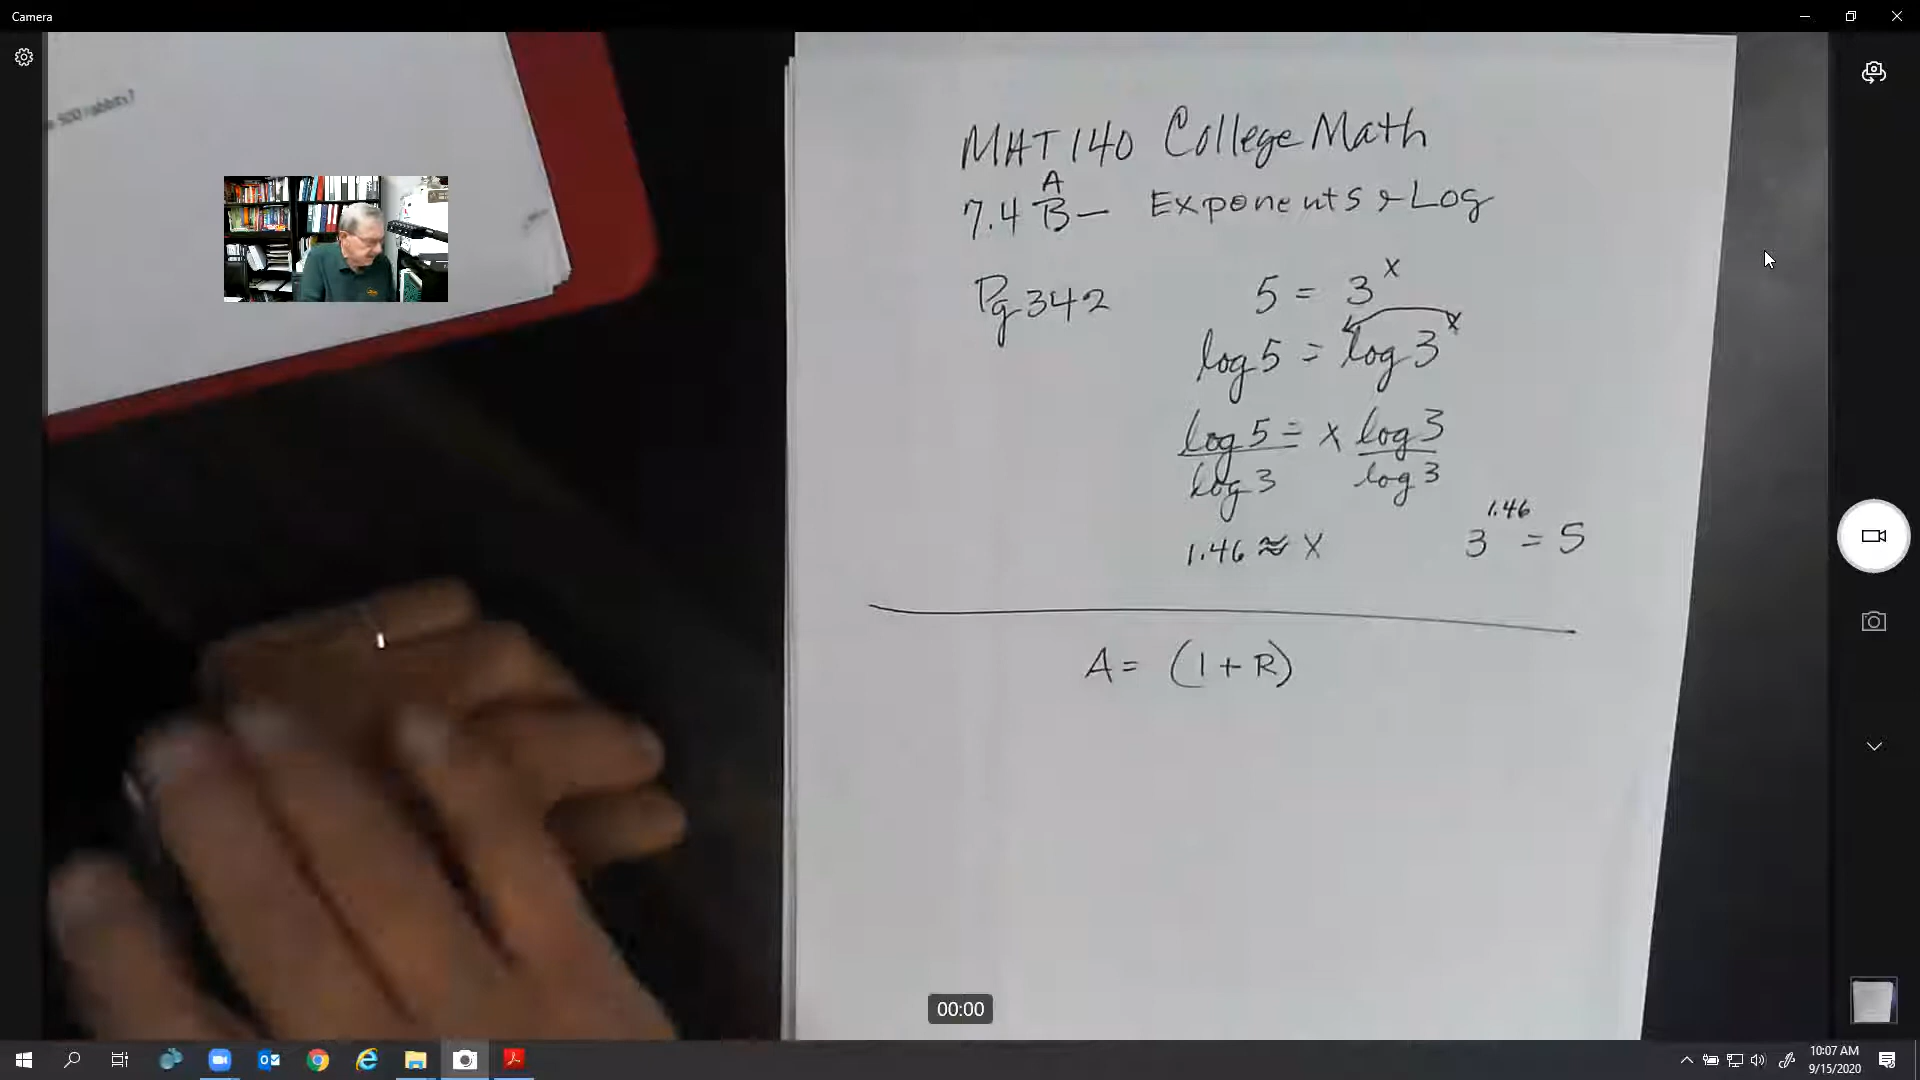 Camera
500 rabbits?
MAT 140 College Math
A
7.4 B — Exponents & Log
Pg 342
5 = 3^x
log 5 = log 3^x
log 5 = x log 3
log 3 log 3
1.46 ≈ x
3^1.46 = 5
A = (1 + R)
00:00
10:07 AM
9/15/2020